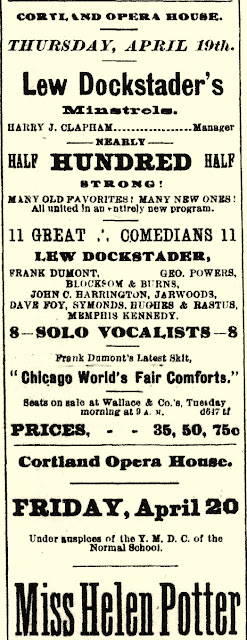 CORTLAND OPERA HOUSE.
THURSDAY, APRIL 19th.
Lew Dockstader's
Minstrels.
HARRY J. CLAPHAM..................Manager
—NEARLY—
HALF HUNDRED HALF
STRONG!
MANY OLD FAVORITES! MANY NEW ONES!
All united in an entirely new program.
11 GREAT ∴ COMEDIANS 11
LEW DOCKSTADER,
FRANK DUMONT, GEO. POWERS,
BLOCKSOM & BURNS,
JOHN C. HARRINGTON, JARWOODS,
DAVE FOY, SYMONDS, HUGHES & RASTUS,
MEMPHIS KENNEDY.
8—SOLO VOCALISTS—8
Frank Dumont's Latest Skit,
"Chicago World's Fair Comforts."
Seats on sale at Wallace & Co.'s, Tuesday
morning at 9 A. M. d647 tf
PRICES, - - 35, 50, 75c
Cortland Opera House.
FRIDAY, April 20
Under auspices of the Y. M. D. C. of the
Normal School.
Miss Helen Potter